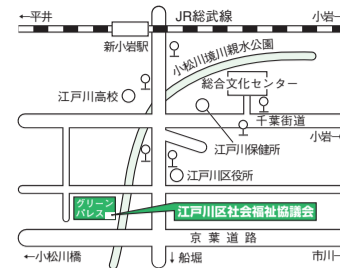 ←平井
JR総武線
小岩→
新小岩駅
小松川境川親水公園
総合文化センター
江戸川高校
千葉街道
小岩→
江戸川保健所
江戸川区役所
グリーン
パレス
江戸川区社会福祉協議会
京葉道路
←小松川橋
↓船堀
市川→